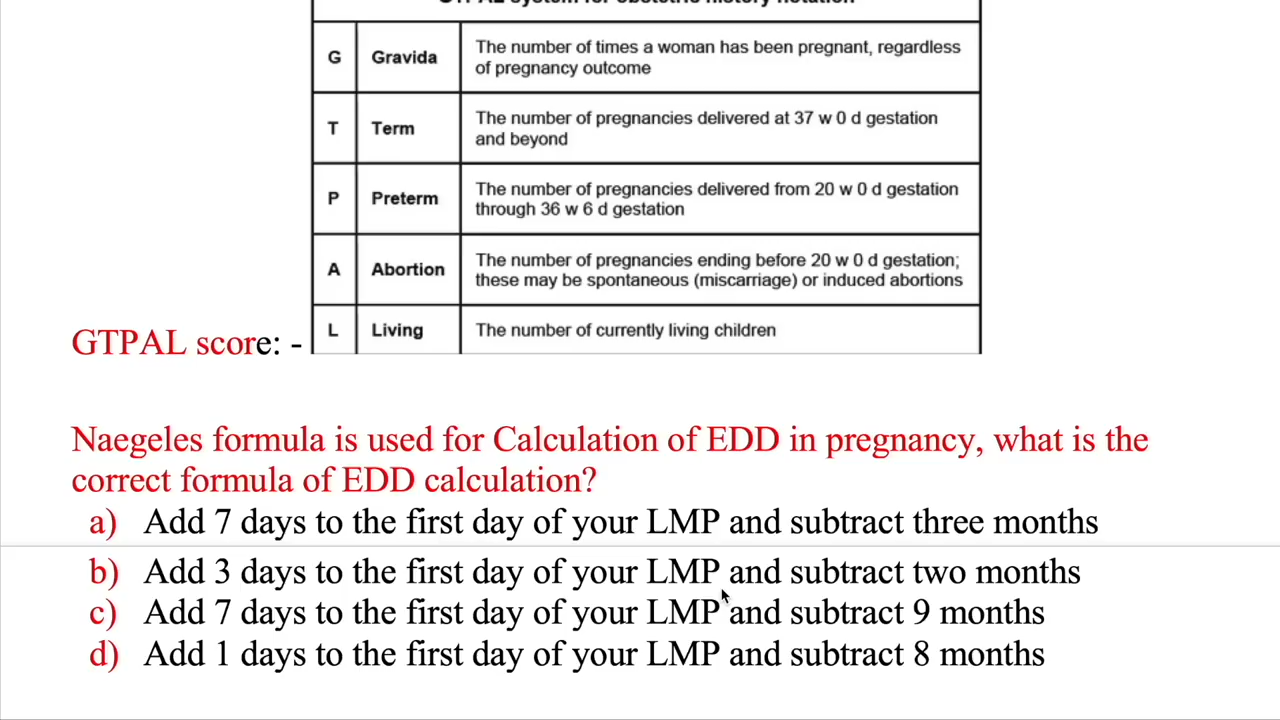 GTPAL system for obstetric history notation
G Gravida The number of times a woman has been pregnant, regardless
of pregnancy outcome
T Term The number of pregnancies delivered at 37 w 0 d gestation
and beyond
P Preterm The number of pregnancies delivered from 20 w 0 d gestation
through 36 w 6 d gestation
A Abortion The number of pregnancies ending before 20 w 0 d gestation;
these may be spontaneous (miscarriage) or induced abortions
L Living The number of currently living children
GTPAL score: -
Naegeles formula is used for Calculation of EDD in pregnancy, what is the
correct formula of EDD calculation?
a) Add 7 days to the first day of your LMP and subtract three months
b) Add 3 days to the first day of your LMP and subtract two months
c) Add 7 days to the first day of your LMP and subtract 9 months
d) Add 1 days to the first day of your LMP and subtract 8 months